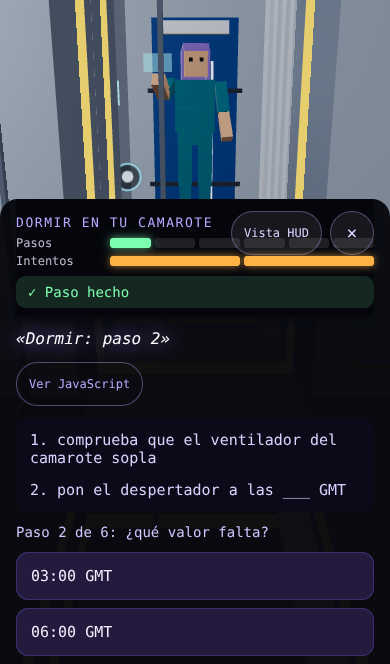 DORMIR EN TU CAMAROTE
Vista HUD
×
Pasos
Intentos
✓ Paso hecho
«Dormir: paso 2»
Ver JavaScript
1. comprueba que el ventilador del
camarote sopla
2. pon el despertador a las ___ GMT
Paso 2 de 6: ¿qué valor falta?
03:00 GMT
06:00 GMT